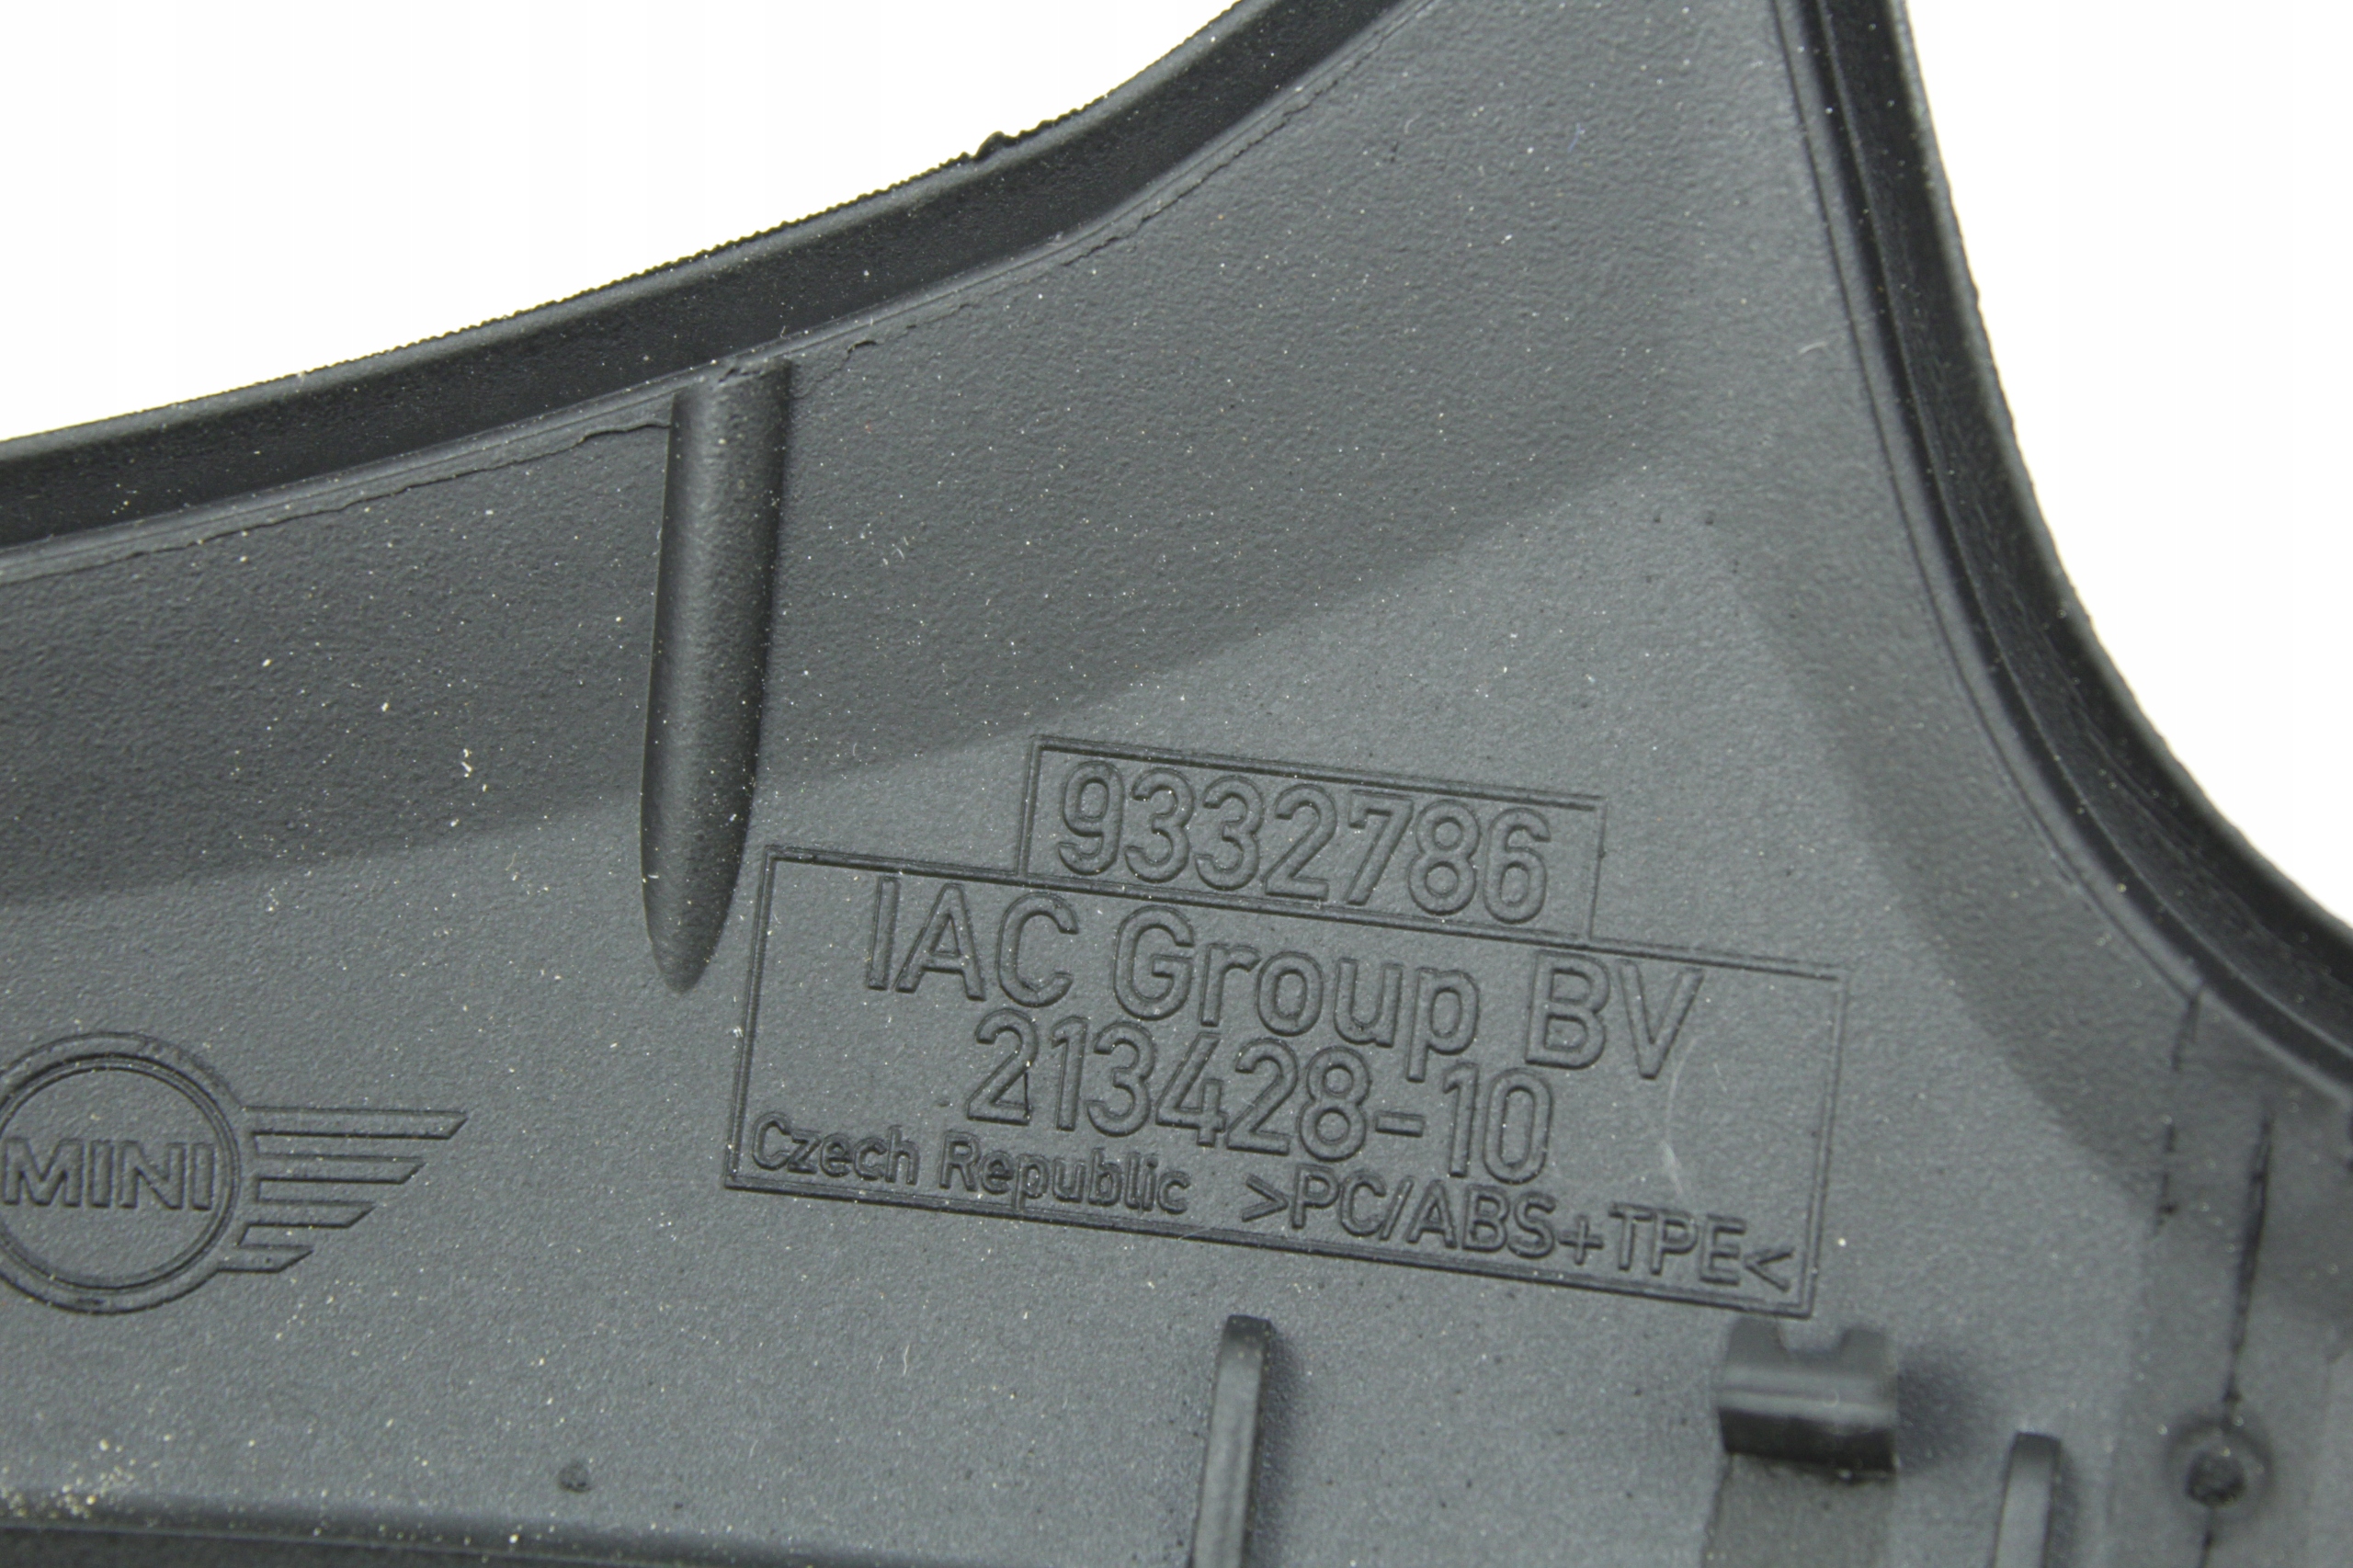 9332786
IAC Group BV
213428-10
Czech Republic >PC/ABS+TPE<
MINI